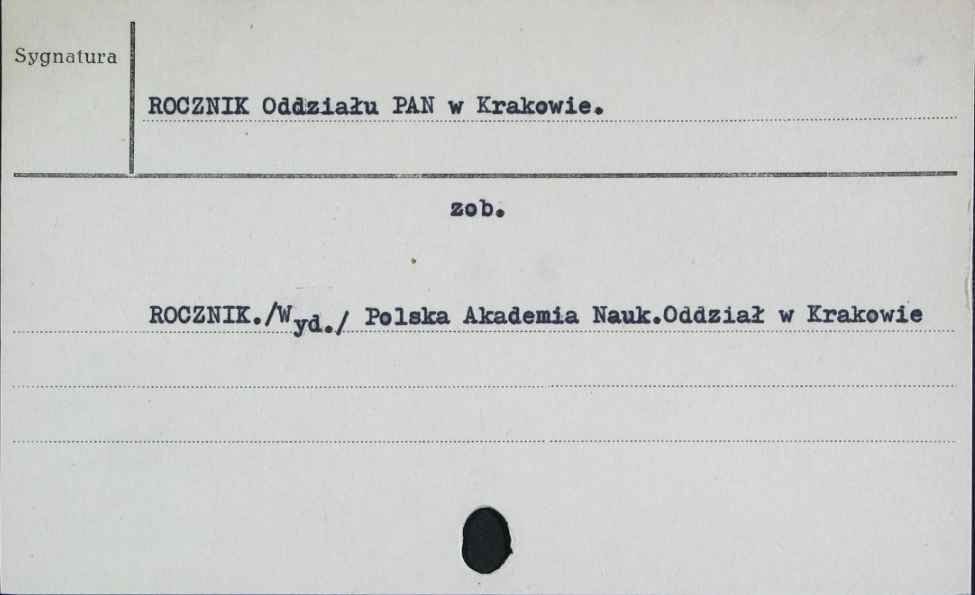 Sygnatura
ROCZNIK Oddziału PAN w Krakowie.
zob.
ROCZNIK./Wyd./ Polska Akademia Nauk.Oddział w Krakowie